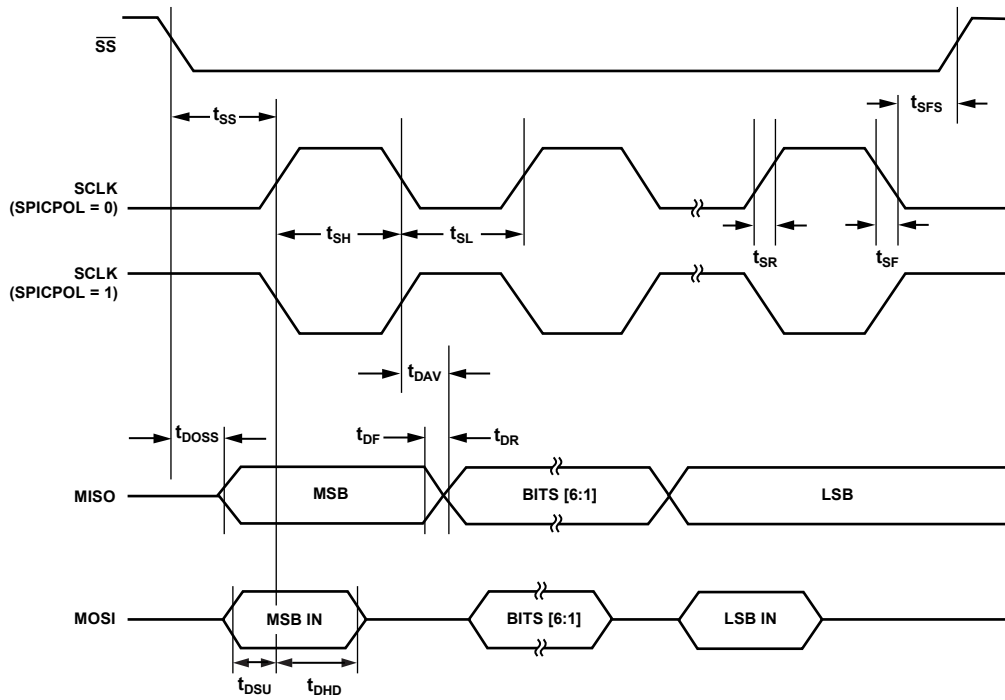 SS
tSS
tSFS
SCLK
(SPICPOL = 0)
tSH
tSL
tSR
tSF
SCLK
(SPICPOL = 1)
tDAV
tDOSS
tDF
tDR
MISO
MSB
BITS [6:1]
LSB
MOSI
MSB IN
BITS [6:1]
LSB IN
tDSU
tDHD